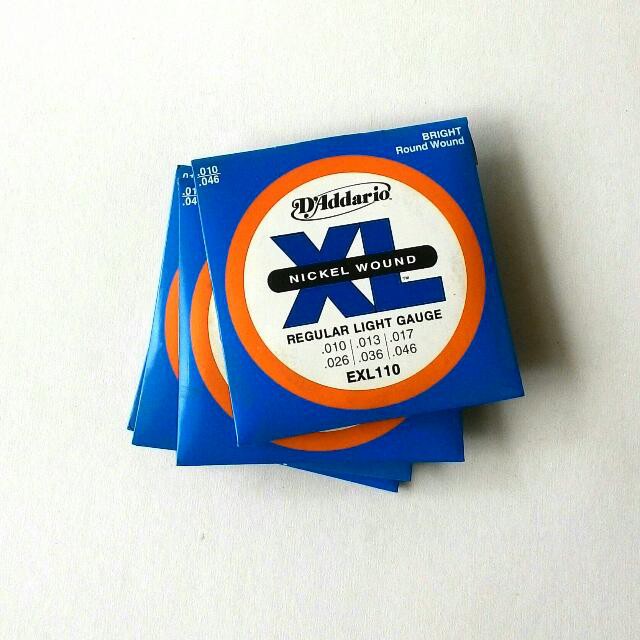 BRIGHT
Round Wound
.010
.046
D'Addario
XL
NICKEL WOUND
™
REGULAR LIGHT GAUGE
.010 .013 .017
.026 .036 .046
EXL110